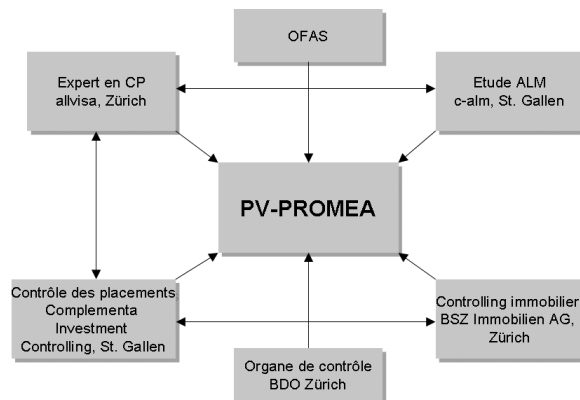 OFAS
Expert en CP
allvisa, Zürich
Etude ALM
c-alm, St. Gallen
PV-PROMEA
Contrôle des placements
Complementa
Investment
Controlling, St. Gallen
Controlling immobilier
BSZ Immobilien AG,
Zürich
Organe de contrôle
BDO Zürich